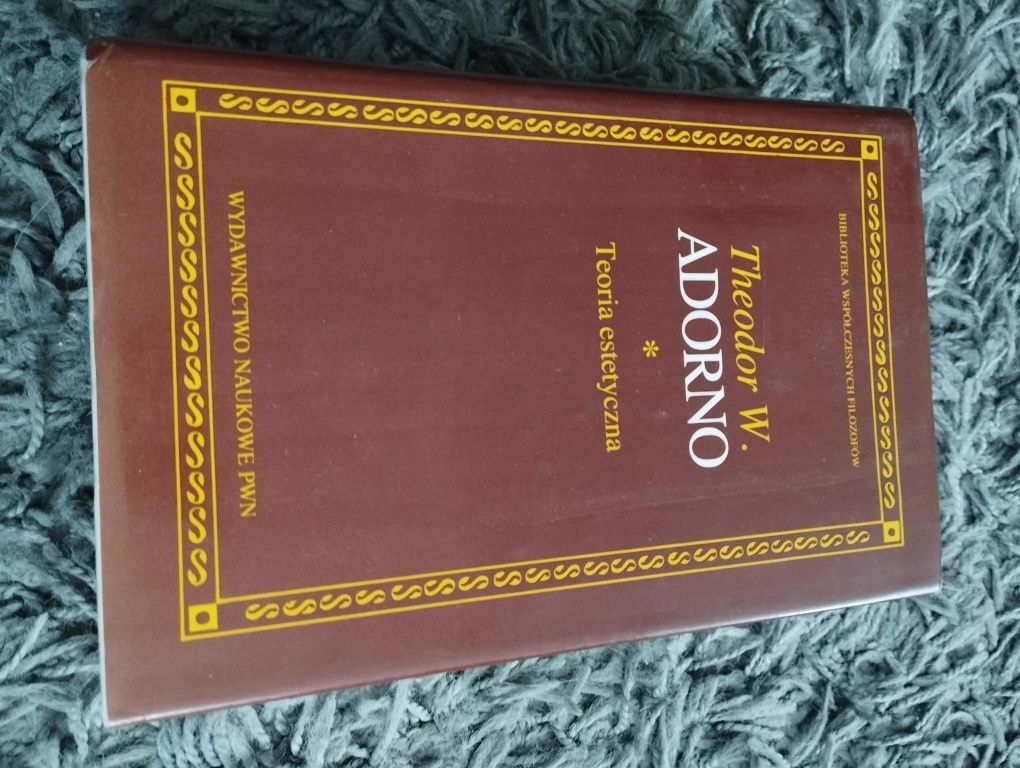 BIBLIOTEKA WSPÓŁCZESNYCH FILOZOFÓW
Theodor W.
ADORNO
*
Teoria estetyczna
WYDAWNICTWO NAUKOWE PWN